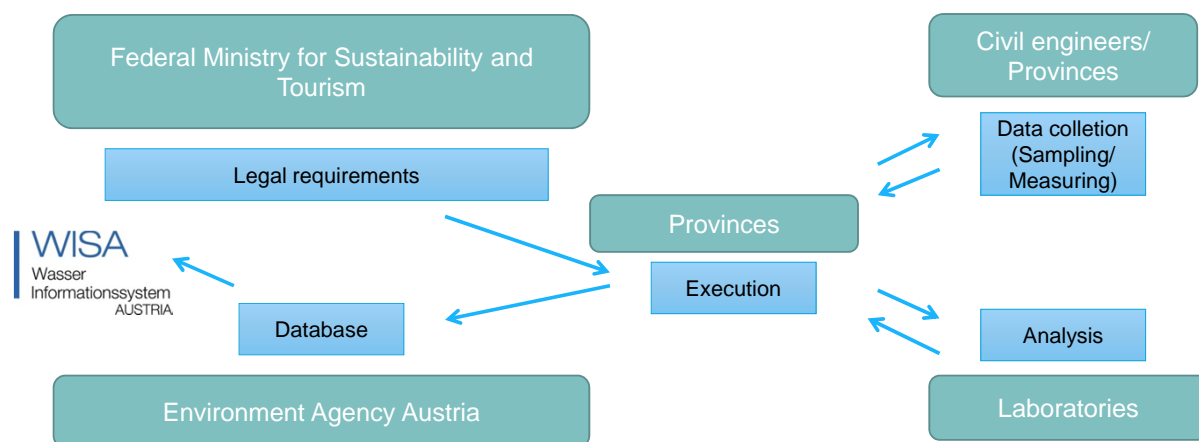 Federal Ministry for Sustainability and
Tourism
Legal requirements
WISA
Wasser
Informationssystem
AUSTRIA
Database
Environment Agency Austria
Provinces
Execution
Civil engineers/
Provinces
Data colletion
(Sampling/
Measuring)
Analysis
Laboratories